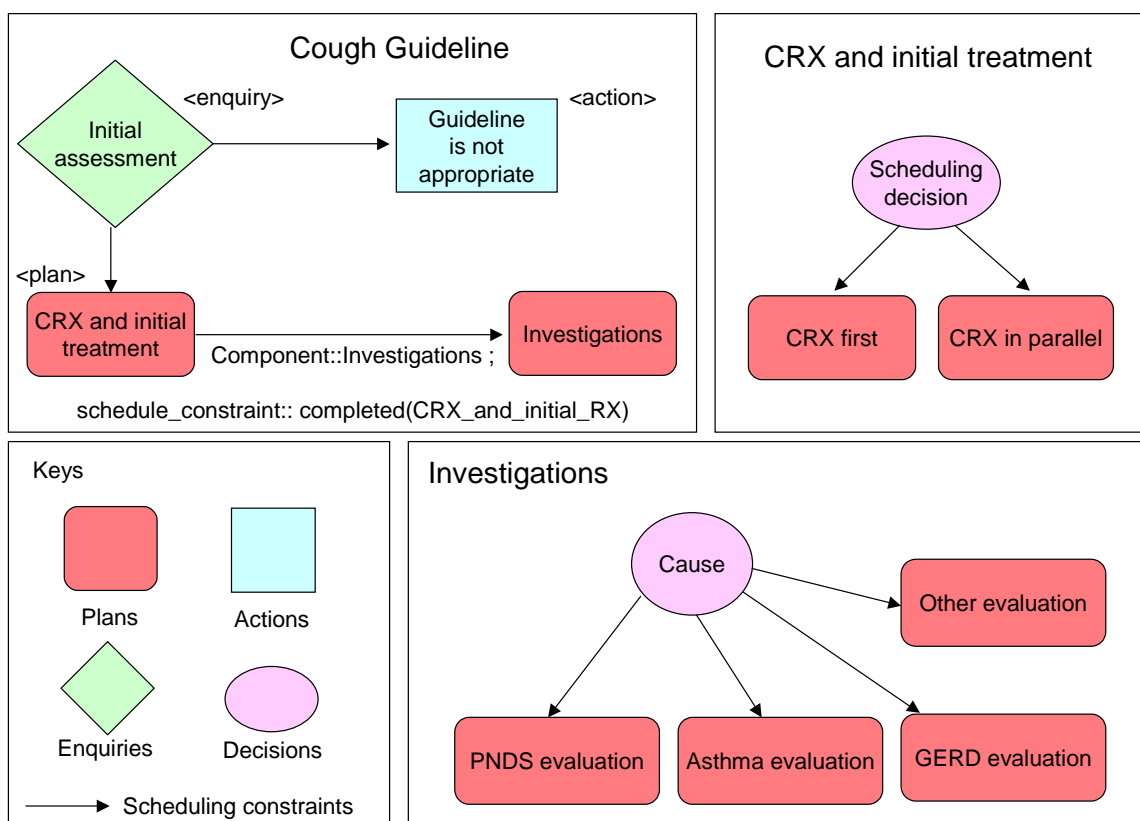 Cough Guideline
<enquiry>
<action>
Initial
assessment
Guideline
is not
appropriate
<plan>
CRX and initial
treatment
Investigations
Component::Investigations ;
schedule_constraint:: completed(CRX_and_initial_RX)
CRX and initial treatment
Scheduling
decision
CRX first
CRX in parallel
Keys
Plans
Actions
Enquiries
Decisions
Scheduling constraints
Investigations
Cause
Other evaluation
PNDS evaluation
Asthma evaluation
GERD evaluation